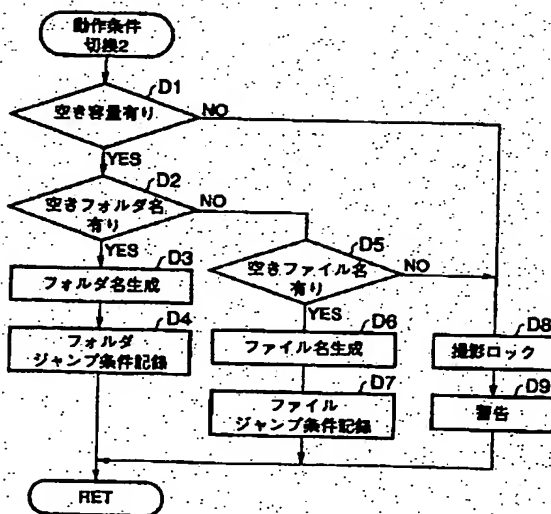 動作条件
切換2
D1
空き容量有り
NO
YES
D2
空きフォルダ名
有り
NO
YES
D5
空きファイル名
有り
NO
YES
D3
フォルダ名生成
D4
フォルダ
ジャンプ条件記録
D6
ファイル名生成
D7
ファイル
ジャンプ条件記録
D8
撮影ロック
D9
警告
RET